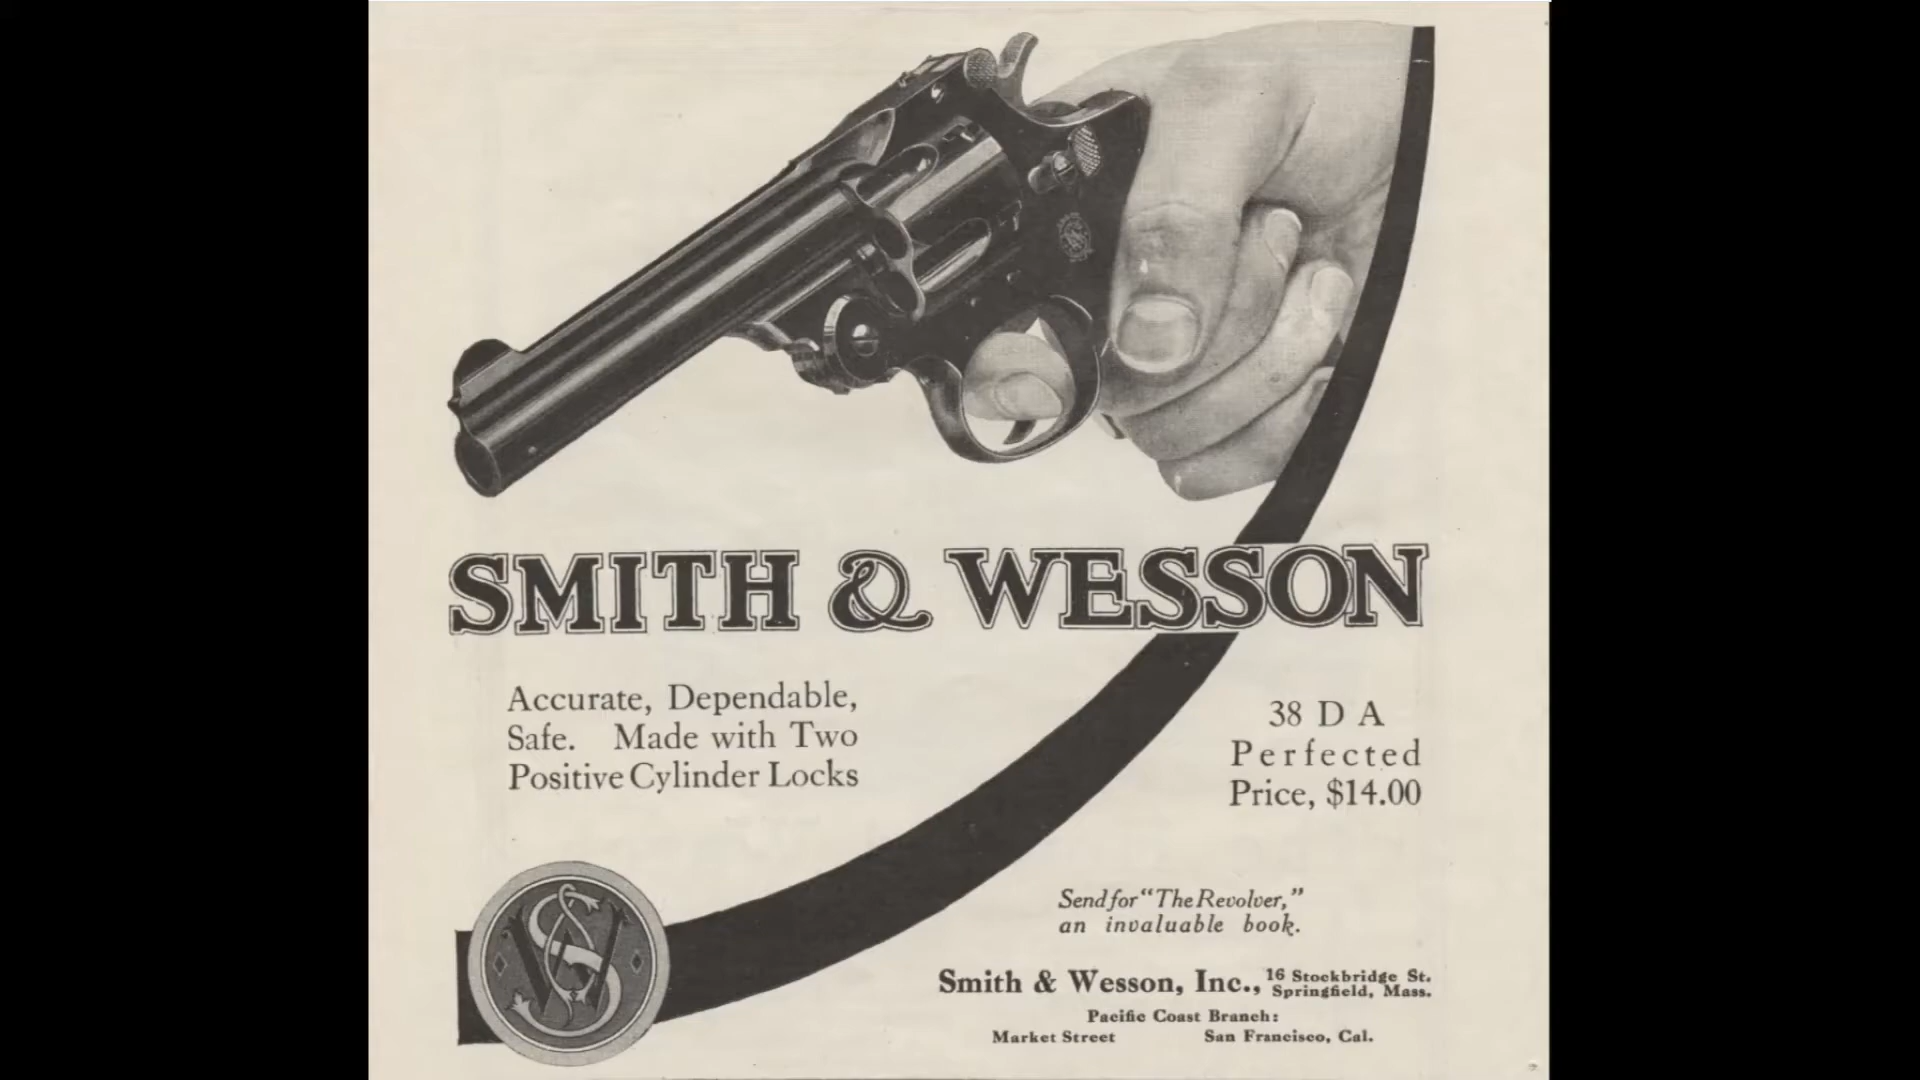 SMITH & WESSON
Accurate, Dependable,
Safe. Made with Two
Positive Cylinder Locks
38 D A
Perfected
Price, $14.00
Send for "The Revolver,"
an invaluable book.
Smith & Wesson, Inc., 16 Stockbridge St.
Springfield, Mass.
Pacific Coast Branch:
Market Street San Francisco, Cal.
SW